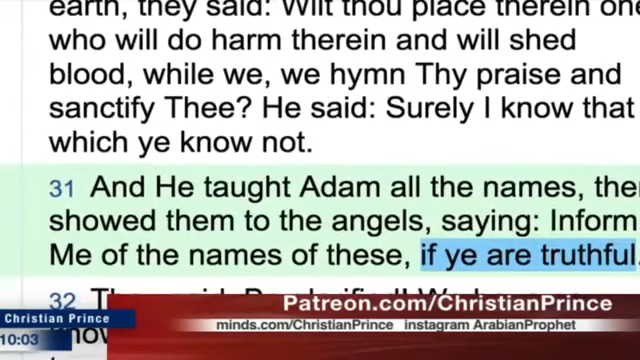 earth, they said: Wilt thou place therein one
who will do harm therein and will shed
blood, while we, we hymn Thy praise and
sanctify Thee? He said: Surely I know that
which ye know not.
31 And He taught Adam all the names, then
showed them to the angels, saying: Inform
Me of the names of these, if ye are truthful.
32
Patreon.com/ChristianPrince
Christian Prince
minds.com/ChristianPrince instagram ArabianProphet
10:03